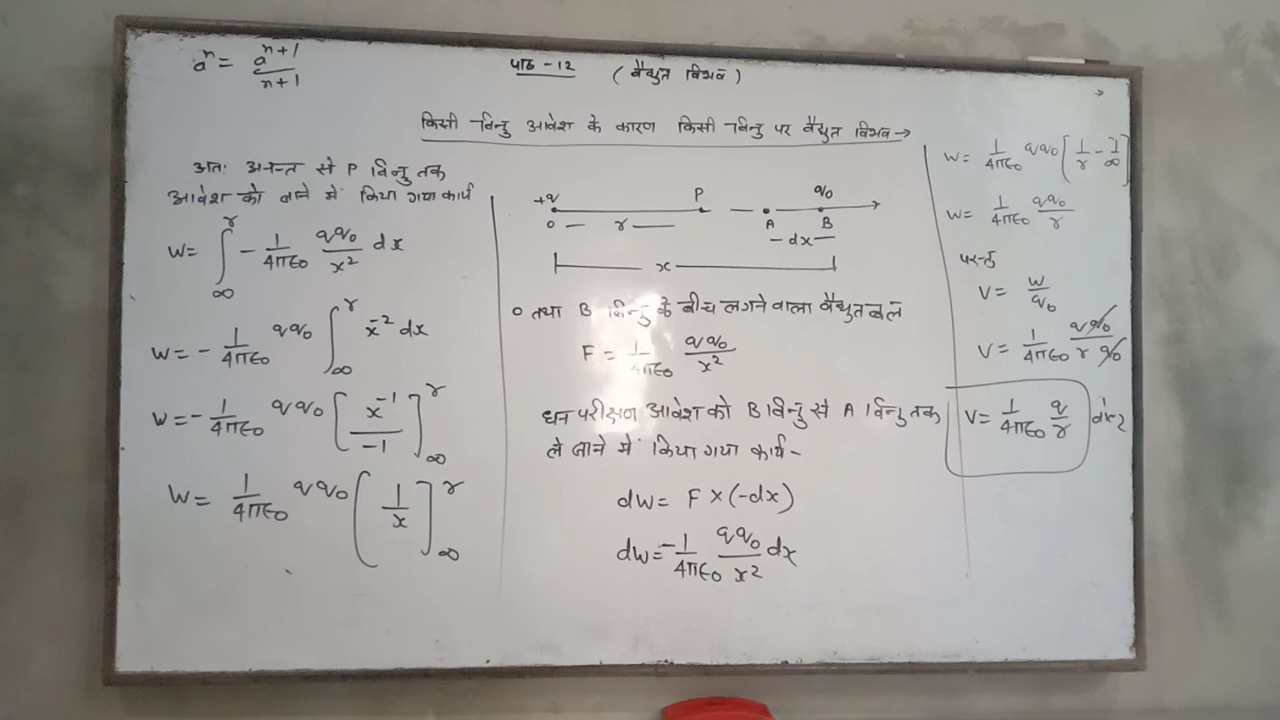 aⁿ = aⁿ⁺¹/n+1
पाठ - 12 (वैद्युत विभव)
किसी बिन्दु आवेश के कारण किसी बिन्दु पर वैद्युत विभव →
+q P q₀
O — r — A B
— dx —
x
O तथा B बिन्दु के बीच लगने वाला वैद्युत बल
F = 1/4πε₀ qq₀/x²
धन परीक्षण आवेश को B बिन्दु से A बिन्दु तक
ले जाने में किया गया कार्य -
dw = F × (-dx)
dw = -1/4πε₀ qq₀/x² dx
अतः अनन्त से P बिन्दु तक
आवेश को लाने में किया गया कार्य
W = ∫_∞^r - 1/4πε₀ qq₀/x² dx
W = - 1/4πε₀ qq₀ ∫_∞^r x⁻² dx
W = - 1/4πε₀ qq₀ [x⁻¹/-1]_∞^r
W = 1/4πε₀ qq₀ [1/x]_∞^r
W = 1/4πε₀ qq₀ [1/r - 1/∞]
W = 1/4πε₀ qq₀/r
परन्तु
V = W/q₀
V = 1/4πε₀ qq₀/r q₀
V = 1/4πε₀ q/r